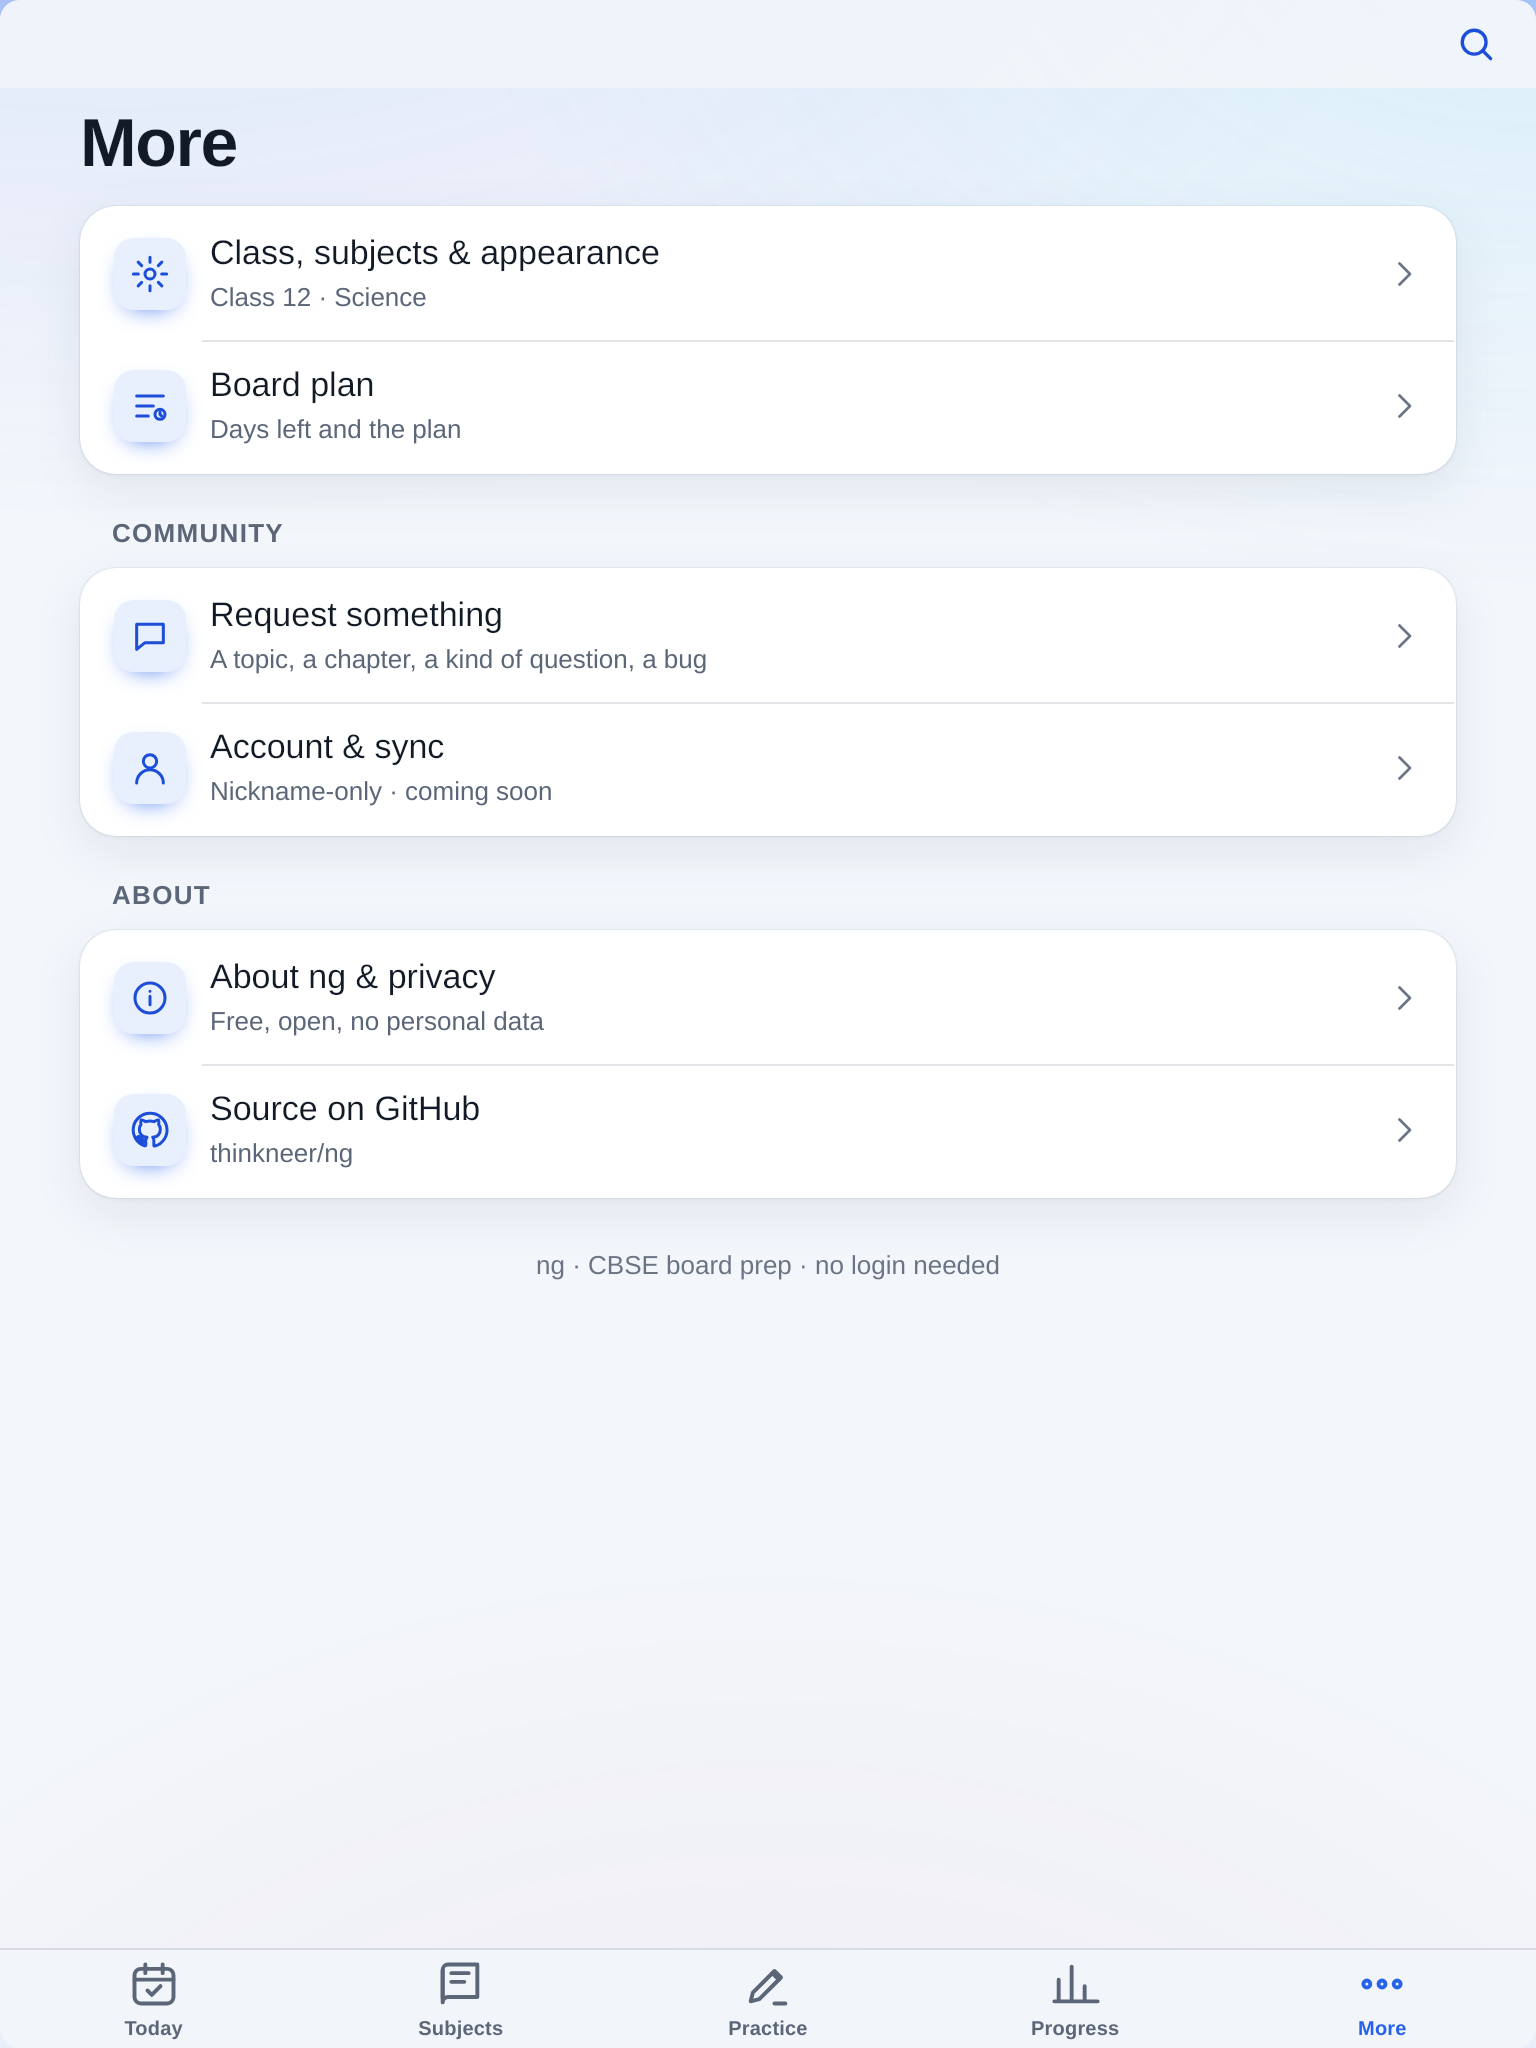 More
Class, subjects & appearance
Class 12 · Science
Board plan
Days left and the plan
COMMUNITY
Request something
A topic, a chapter, a kind of question, a bug
Account & sync
Nickname-only · coming soon
ABOUT
About ng & privacy
Free, open, no personal data
Source on GitHub
thinkneer/ng
ng · CBSE board prep · no login needed
Today
Subjects
Practice
Progress
More